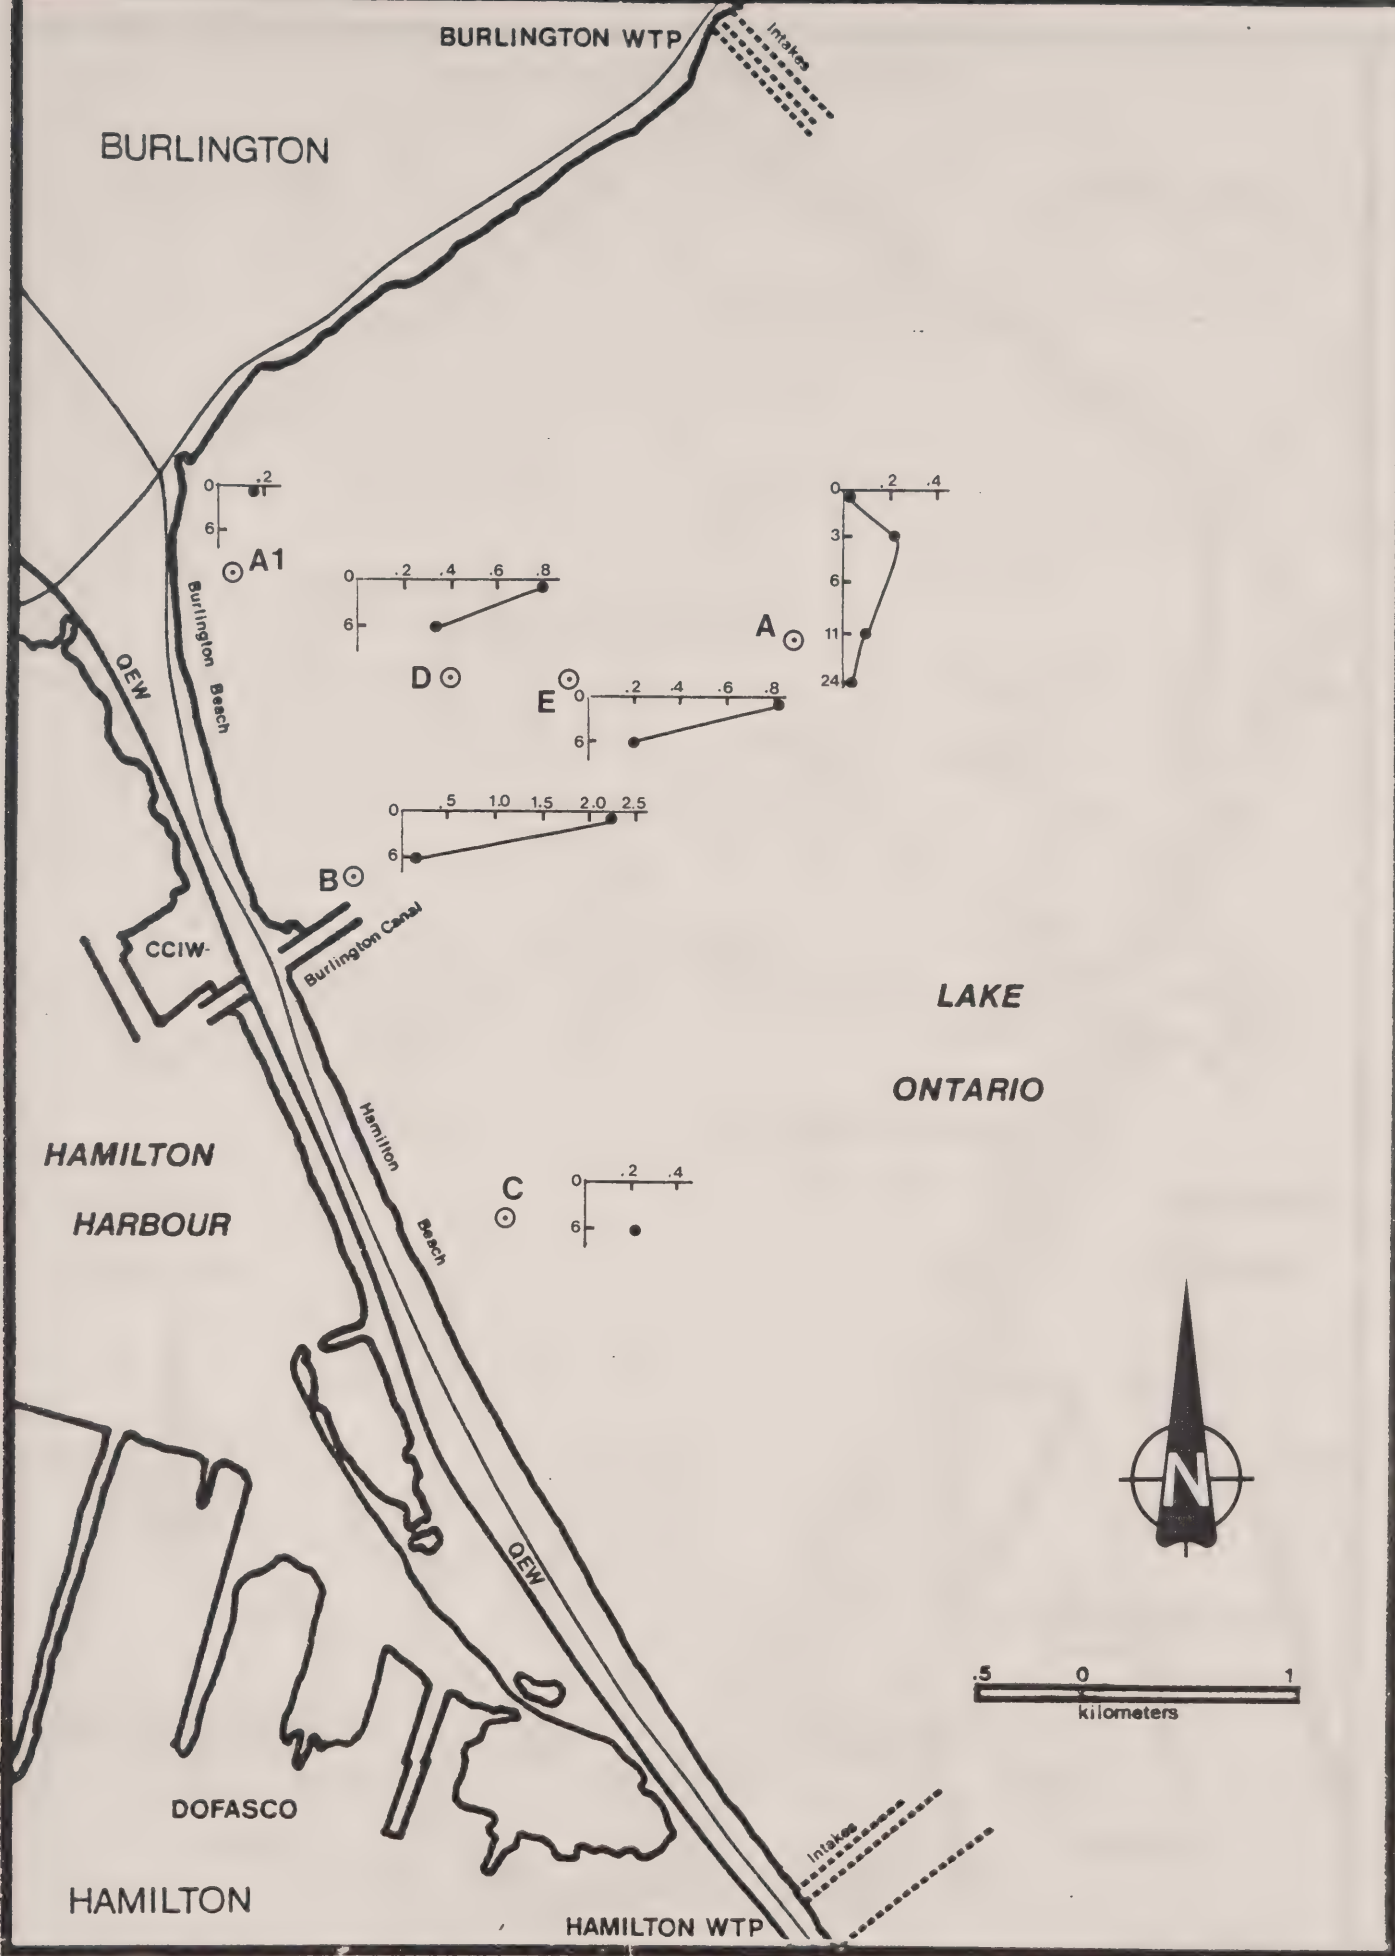 BURLINGTON WTP
Intakes
BURLINGTON
0 .2
6
A1
0 .2 .4 .6 .8
6
D
0 .2 .4
3
6
11
24
A
E
0 .2 .4 .6 .8
6
Burlington Beach
QEW
0 .5 1.0 1.5 2.0 2.5
6
B
CCIW
Burlington Canal
LAKE
ONTARIO
HAMILTON
HARBOUR
Hamilton Beach
C
0 .2 .4
6
N
QEW
.5 0 1
kilometers
DOFASCO
Intakes
HAMILTON
HAMILTON WTP